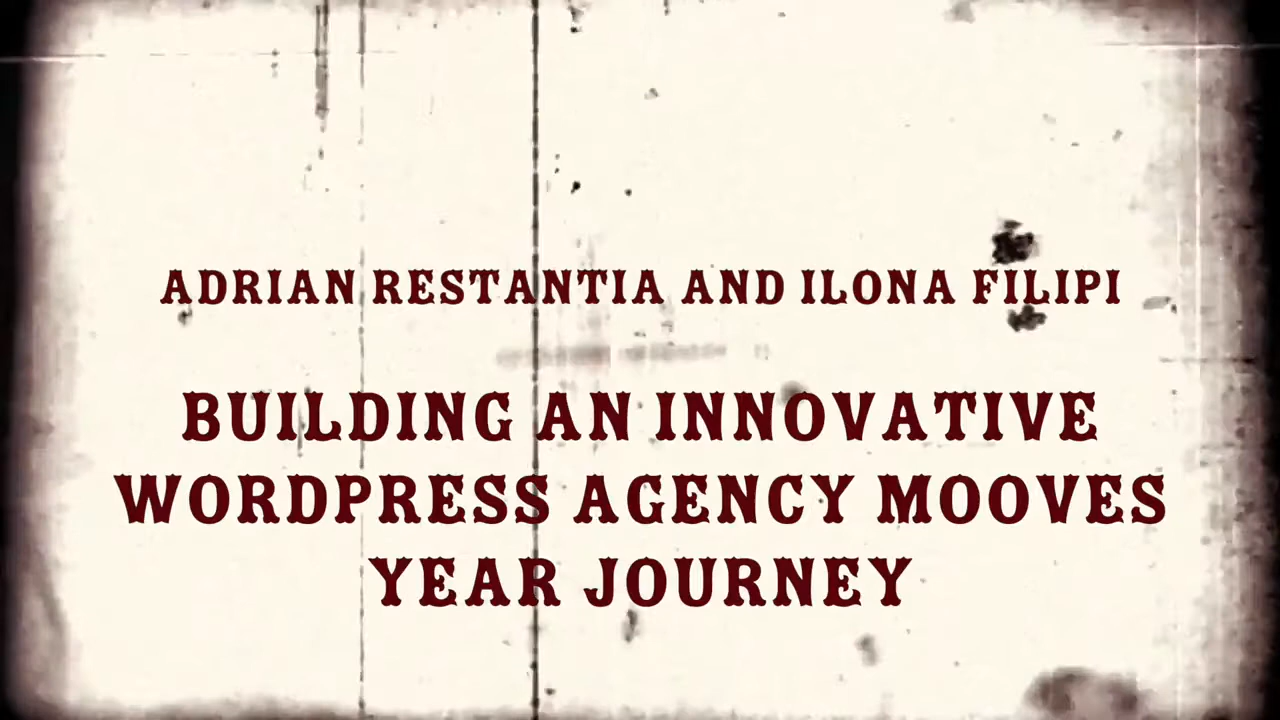 ADRIAN RESTANTIA AND ILONA FILIPI
BUILDING AN INNOVATIVE
WORDPRESS AGENCY MOOVES
YEAR JOURNEY